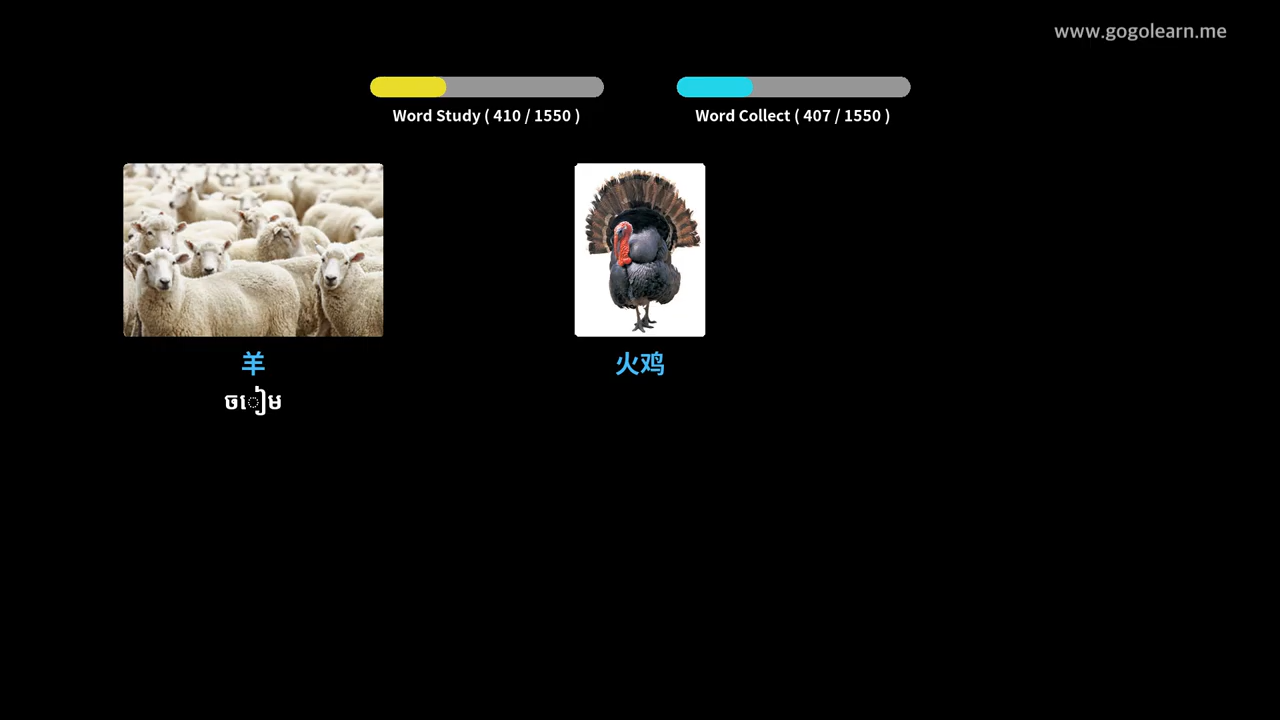 www.gogolearn.me
Word Study ( 410 / 1550 )
Word Collect ( 407 / 1550 )
羊
火鸡
ចៀម